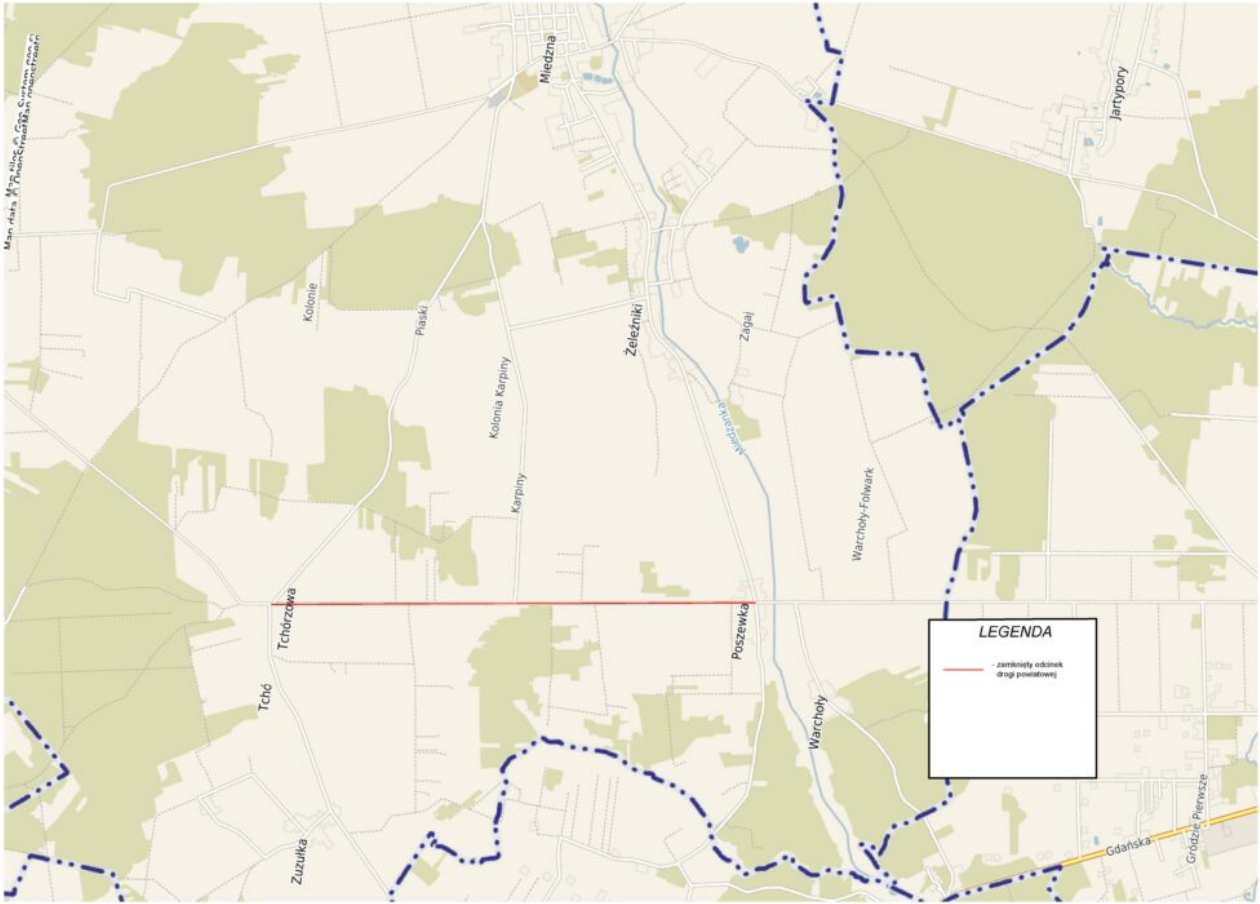 Miedzna
Jartypory
Kolonie
Piaski
Żeleźniki
Zagaj
Kolonia Karpiny
Miedzanka
Karpiny
Warchoły-Folwark
Tchórzowa
Poszewka
Tchó
Warchoły
Zuzułka
LEGENDA
- zamknięty odcinek
drogi powiatowej
Gdańska
Grodzie Pierwsze